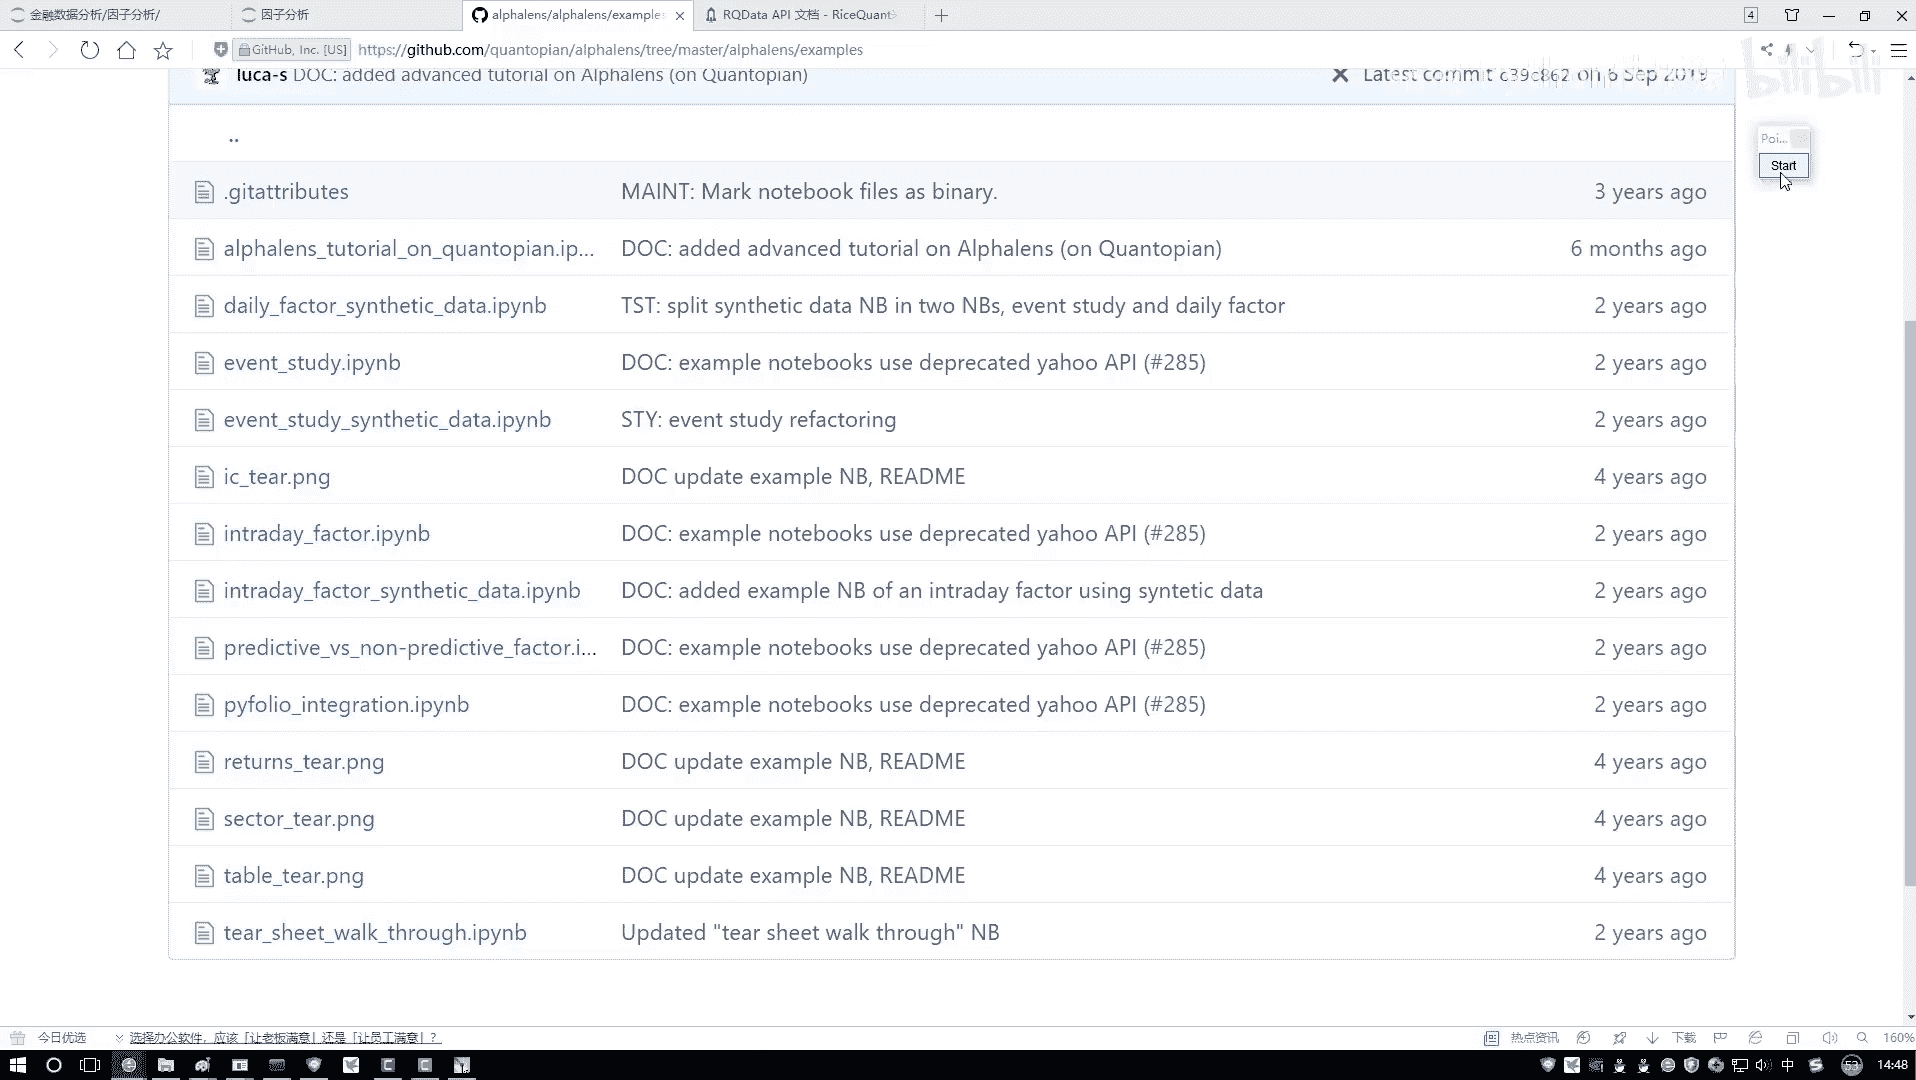 金融数据分析/因子分析/
因子分析
alphalens/alphalens/examples
RQData API 文档 - RiceQuant
4
GitHub, Inc. [US]
https://github.com/quantopian/alphalens/tree/master/alphalens/examples
bilibili
luca-s DOC: added advanced tutorial on Alphalens (on Quantopian)
Latest commit c39c862 on 6 Sep 2019
..
Poi...
Start
.gitattributes MAINT: Mark notebook files as binary. 3 years ago
alphalens_tutorial_on_quantopian.ip... DOC: added advanced tutorial on Alphalens (on Quantopian) 6 months ago
daily_factor_synthetic_data.ipynb TST: split synthetic data NB in two NBs, event study and daily factor 2 years ago
event_study.ipynb DOC: example notebooks use deprecated yahoo API (#285) 2 years ago
event_study_synthetic_data.ipynb STY: event study refactoring 2 years ago
ic_tear.png DOC update example NB, README 4 years ago
intraday_factor.ipynb DOC: example notebooks use deprecated yahoo API (#285) 2 years ago
intraday_factor_synthetic_data.ipynb DOC: added example NB of an intraday factor using syntetic data 2 years ago
predictive_vs_non-predictive_factor.i... DOC: example notebooks use deprecated yahoo API (#285) 2 years ago
pyfolio_integration.ipynb DOC: example notebooks use deprecated yahoo API (#285) 2 years ago
returns_tear.png DOC update example NB, README 4 years ago
sector_tear.png DOC update example NB, README 4 years ago
table_tear.png DOC update example NB, README 4 years ago
tear_sheet_walk_through.ipynb Updated "tear sheet walk through" NB 2 years ago
今日优选
选择办公软件，应该「让老板满意」还是「让员工满意」？
热点资讯
下载
160%
中
53
14:48